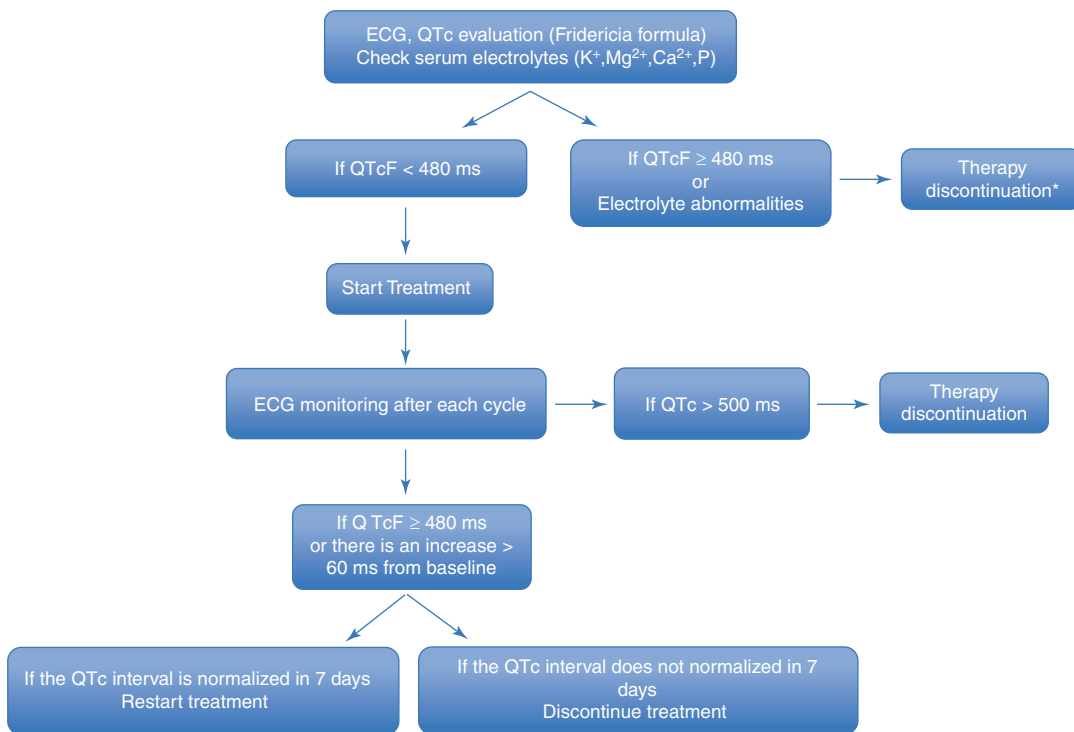 ECG, QTc evaluation (Fridericia formula)
Check serum electrolytes (K⁺,Mg²⁺,Ca²⁺,P)
If QTcF < 480 ms
If QTcF ≥ 480 ms
or
Electrolyte abnormalities
Therapy
discontinuation*
Start Treatment
ECG monitoring after each cycle
If QTc > 500 ms
Therapy
discontinuation
If Q TcF ≥ 480 ms
or there is an increase >
60 ms from baseline
If the QTc interval is normalized in 7 days
Restart treatment
If the QTc interval does not normalized in 7
days
Discontinue treatment